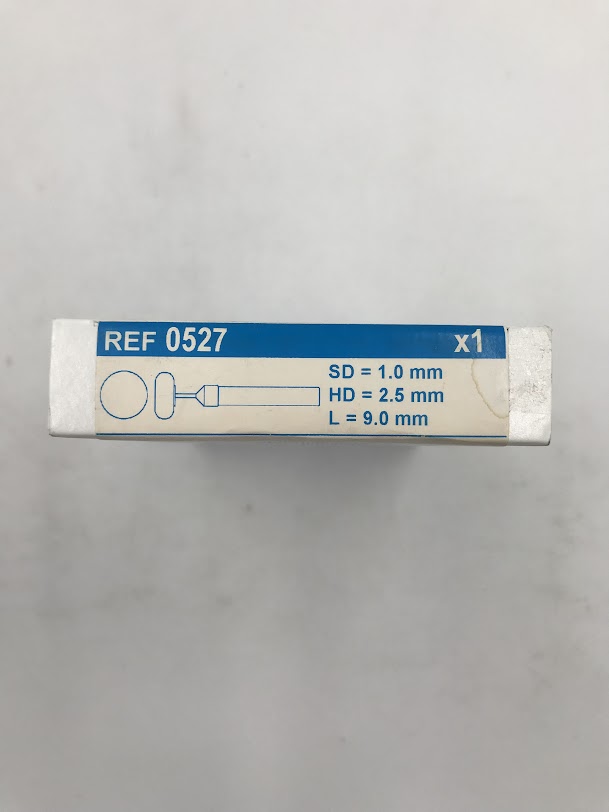 REF 0527 x1
SD = 1.0 mm
HD = 2.5 mm
L = 9.0 mm